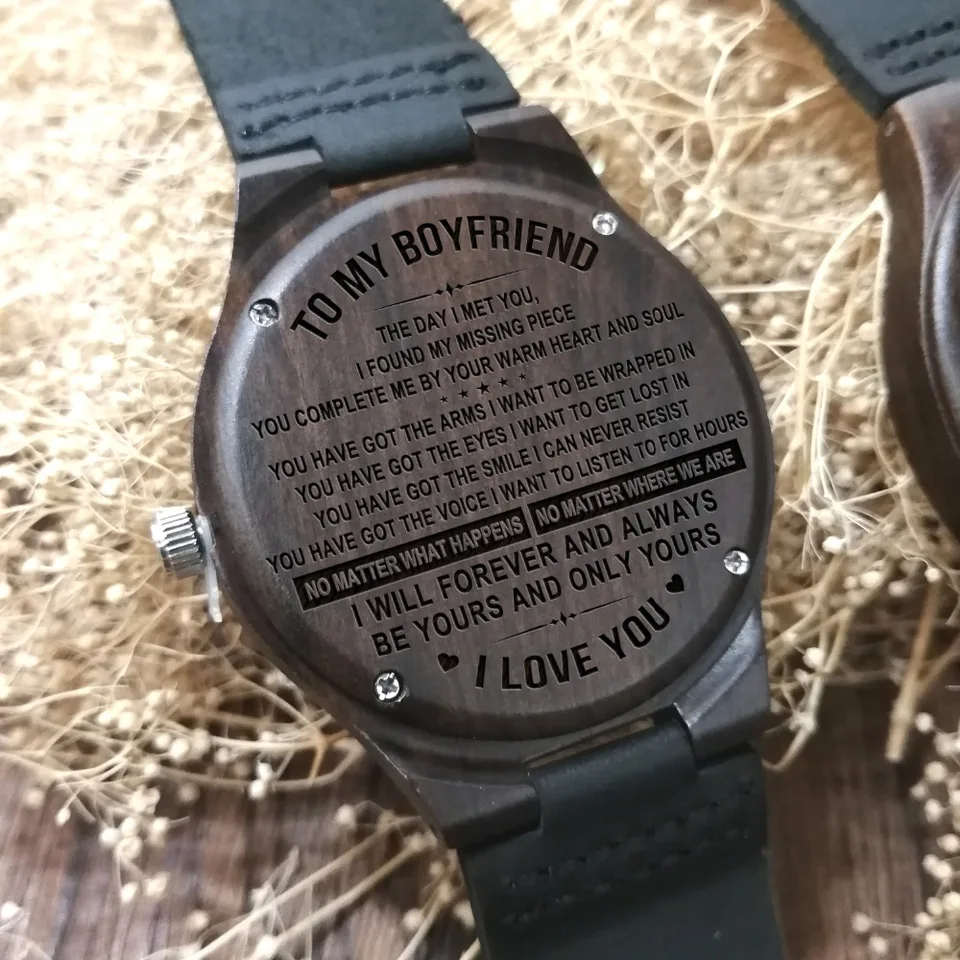 TO MY BOYFRIEND
THE DAY I MET YOU,
I FOUND MY MISSING PIECE
YOU COMPLETE ME BY YOUR WARM HEART AND SOUL
YOU HAVE GOT THE ARMS I WANT TO BE WRAPPED IN
YOU HAVE GOT THE EYES I WANT TO GET LOST IN
YOU HAVE GOT THE SMILE I CAN NEVER RESIST
YOU HAVE GOT THE VOICE I WANT TO LISTEN TO FOR HOURS
NO MATTER WHAT HAPPENS NO MATTER WHERE WE ARE
I WILL FOREVER AND ALWAYS
BE YOURS AND ONLY YOURS
I LOVE YOU